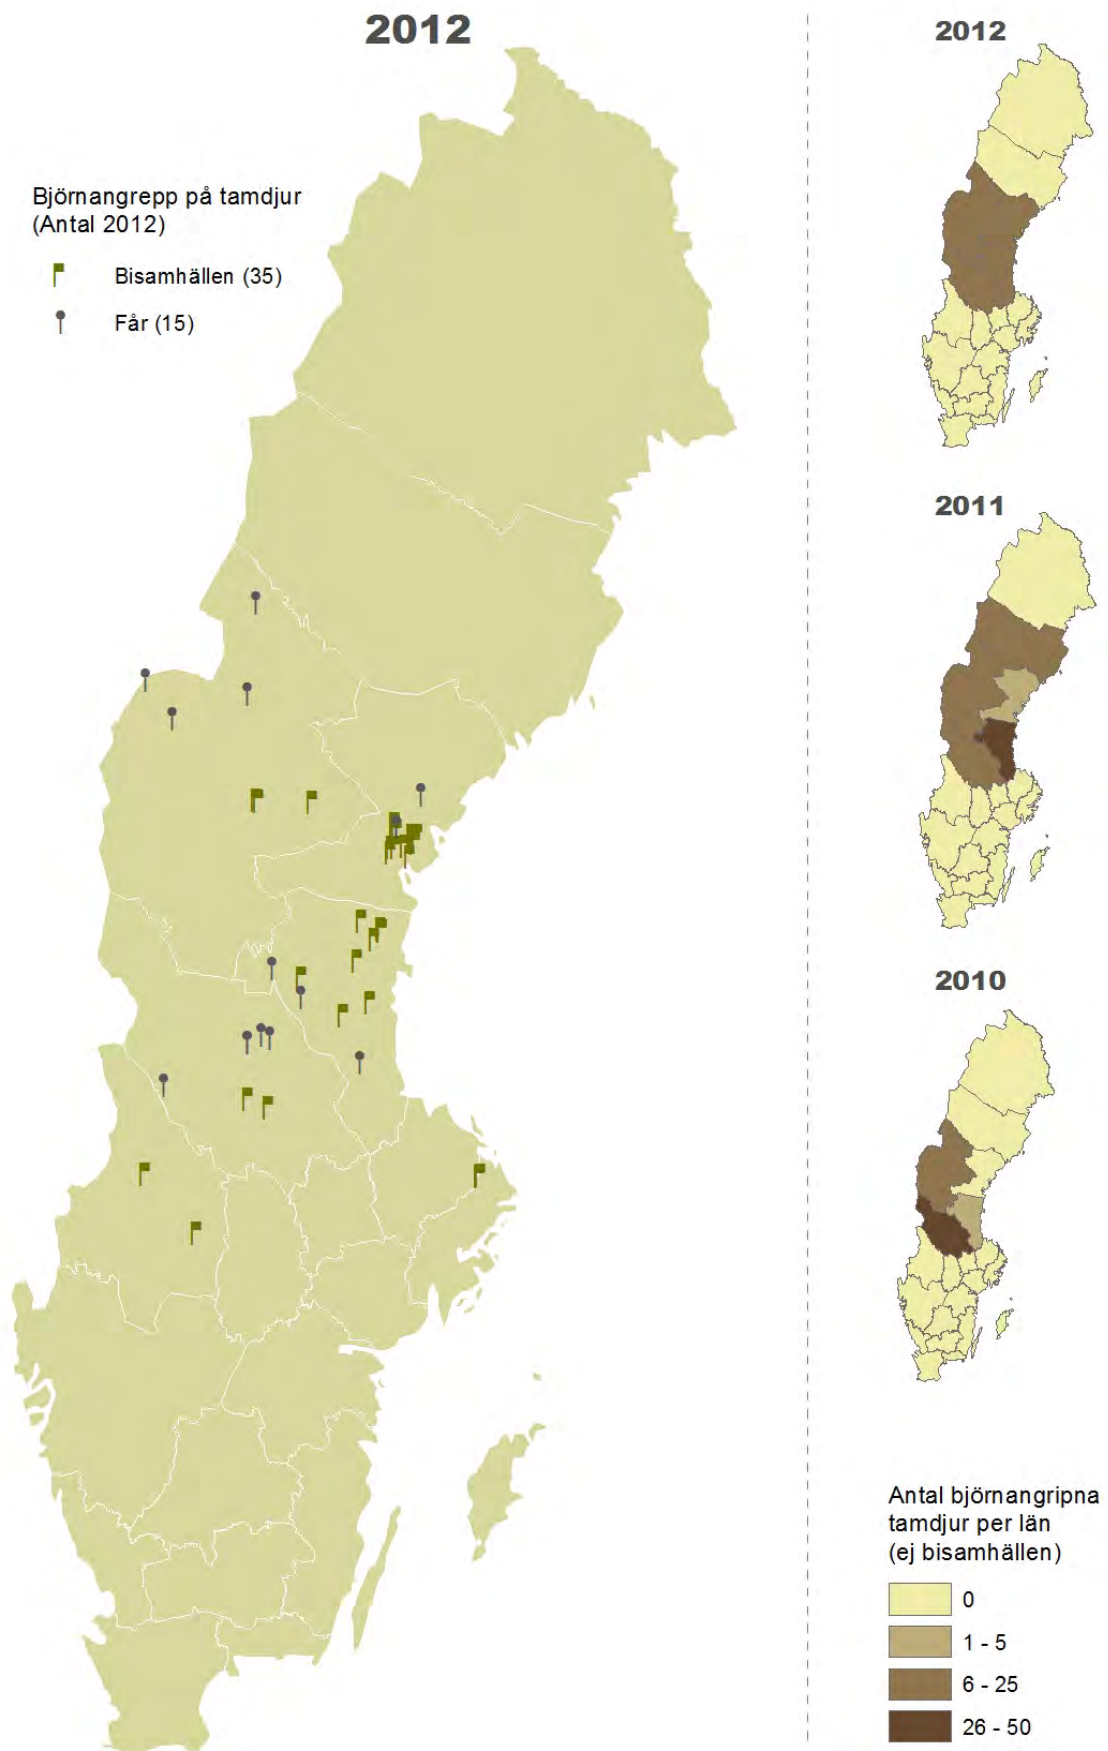 2012
Björnangrepp på tamdjur
(Antal 2012)
Bisamhällen (35)
Får (15)
2012
2011
2010
Antal björnangripna
tamdjur per län
(ej bisamhällen)
0
1 - 5
6 - 25
26 - 50